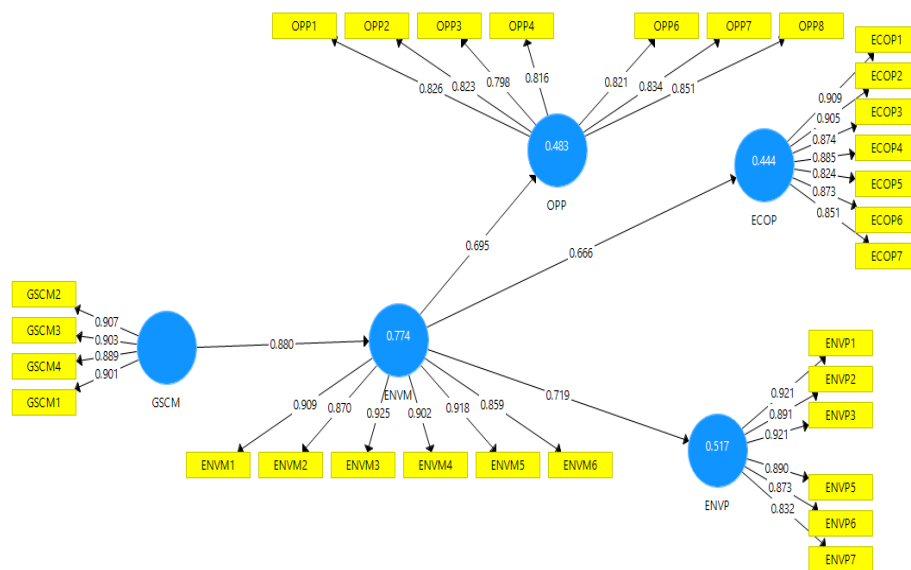 OPP1 OPP2 OPP3 OPP4 OPP6 OPP7 OPP8
0.826 0.823 0.798 0.816 0.821 0.834 0.851
0.483
OPP
ECOP1
ECOP2
ECOP3
ECOP4
ECOP5
ECOP6
ECOP7
0.909
0.905
0.874
0.885
0.824
0.873
0.851
0.444
ECOP
0.695
0.666
GSCM2
GSCM3
GSCM4
GSCM1
0.907
0.903
0.889
0.901
GSCM
0.880
0.774
ENVM
0.719
0.909 0.870 0.925 0.902 0.918 0.859
ENVM1 ENVM2 ENVM3 ENVM4 ENVM5 ENVM6
0.517
ENVP
0.921
0.891
0.921
0.890
0.873
0.832
ENVP1
ENVP2
ENVP3
ENVP5
ENVP6
ENVP7